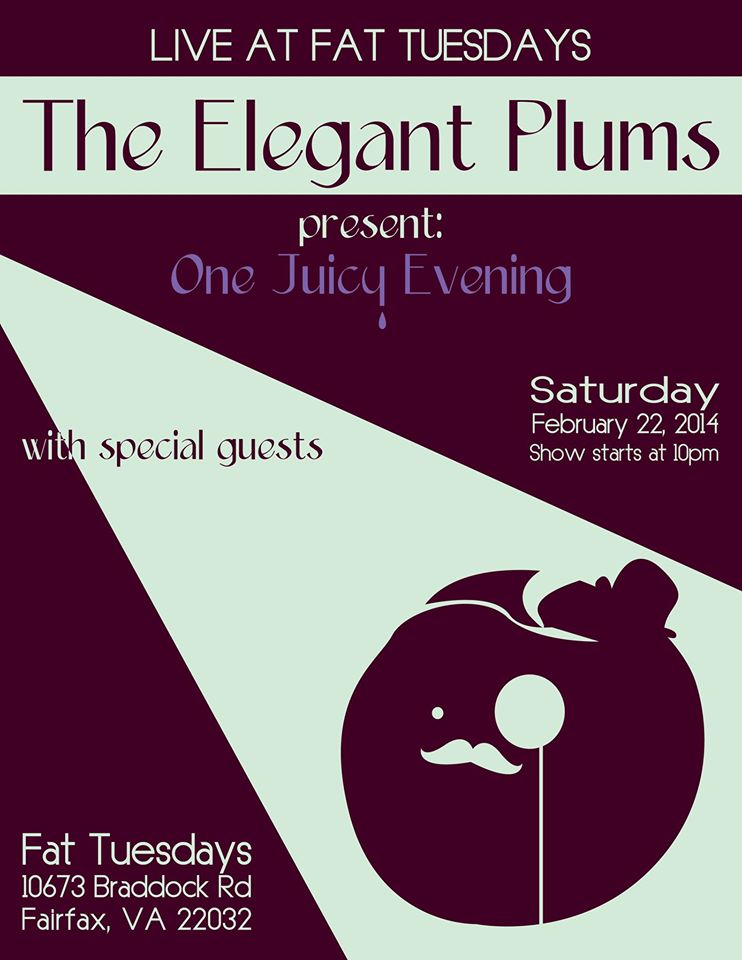 LIVE AT FAT TUESDAYS
The Elegant Plums
present:
One Juicy Evening
Saturday
February 22, 2014
Show starts at 10pm
with special guests
Fat Tuesdays
10673 Braddock Rd
Fairfax, VA 22032